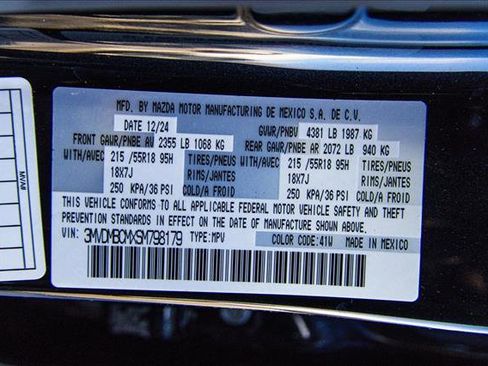 MFD. BY MAZDA MOTOR MANUFACTURING DE MEXICO S.A. DE C.V.
DATE 12/24 GVWR/PNBV 4381 LB 1987 KG
FRONT GAWR/PNBE AV 2355 LB 1068 KG REAR GAWR/PNBE AR 2072 LB 940 KG
WITH/AVEC 215 /55R18 95H TIRES/PNEUS WITH/AVEC 215 /55R18 95H TIRES/PNEUS
18X7J RIMS/JANTES 18X7J RIMS/JANTES
250 KPA/36 PSI COLD/A FROID 250 KPA/36 PSI COLD/A FROID
THIS VEHICLE CONFORMS TO ALL APPLICABLE FEDERAL MOTOR VEHICLE SAFETY AND THEFT
PREVENTION STANDARDS IN EFFECT ON THE DATE OF MANUFACTURE SHOWN ABOVE.
VIN: 3MVDMBCMXSM798179 TYPE:MPV COLOR CODE:41W MADE IN MEXICO